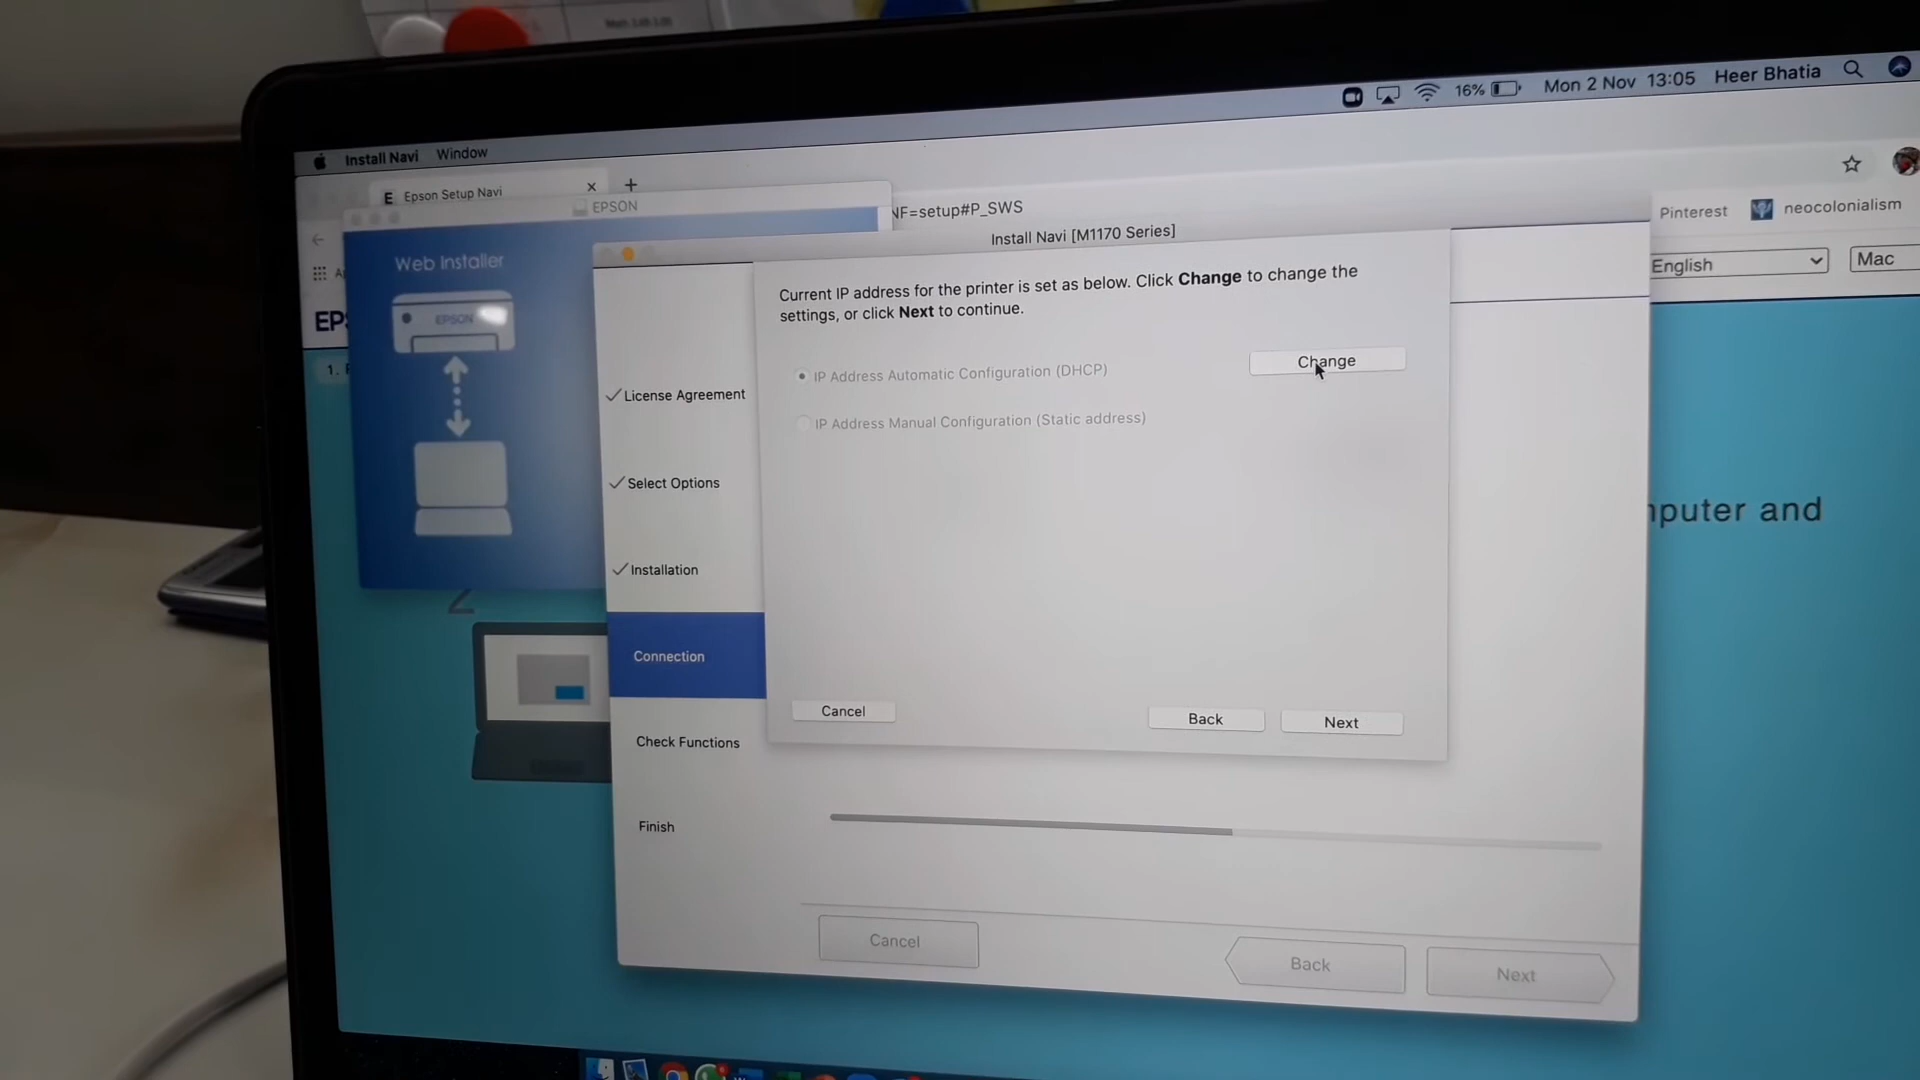 16%
Mon 2 Nov 13:05
Heer Bhatia
Install Navi
Window
E Epson Setup Navi
EPSON
NF=setup#P_SWS
Pinterest
neocolonialism
Install Navi [M1170 Series]
English
Mac
Web Installer
EPSON
EPS
1.
Current IP address for the printer is set as below. Click Change to change the
settings, or click Next to continue.
Change
IP Address Automatic Configuration (DHCP)
IP Address Manual Configuration (Static address)
License Agreement
Select Options
Installation
Connection
Check Functions
Finish
Cancel
Back
Next
nputer and
2
Cancel
Back
Next